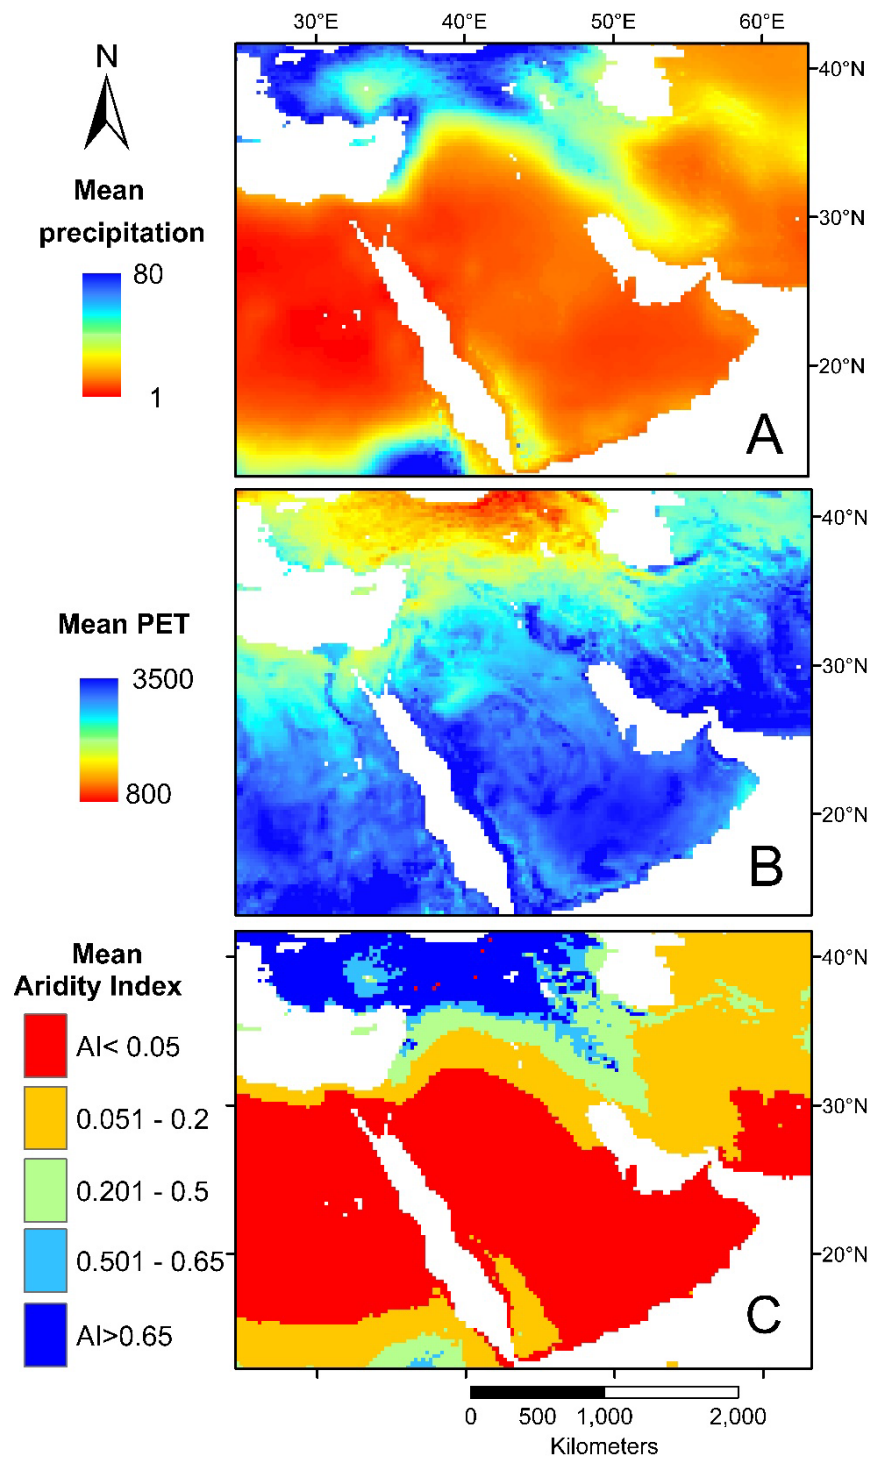 30°E 40°E 50°E 60°E
N
40°N
Mean
precipitation
80
1
30°N
20°N
A
40°N
Mean PET
3500
800
30°N
20°N
B
Mean
Aridity Index
AI< 0.05
0.051 - 0.2
0.201 - 0.5
0.501 - 0.65
AI>0.65
40°N
30°N
20°N
C
0 500 1,000 2,000
Kilometers